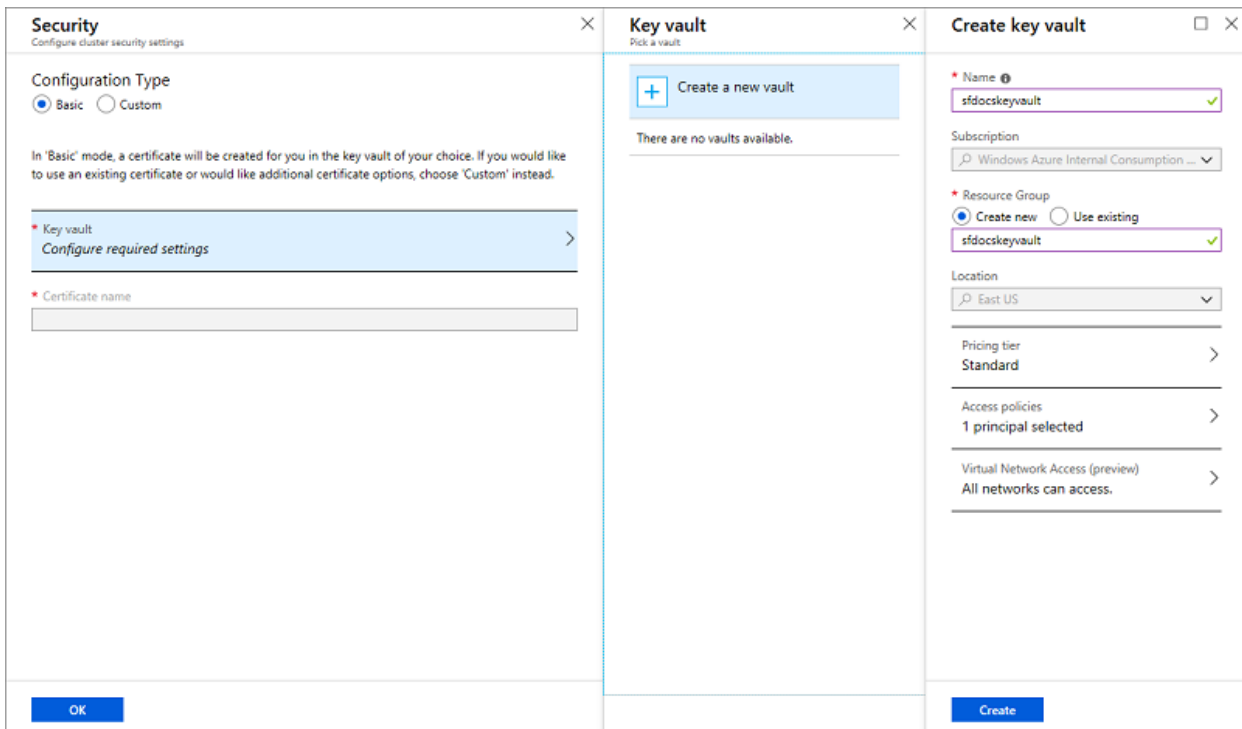 Security
Configure cluster security settings
Configuration Type
Basic Custom
In 'Basic' mode, a certificate will be created for you in the key vault of your choice. If you would like
to use an existing certificate or would like additional certificate options, choose 'Custom' instead.
* Key vault
Configure required settings
* Certificate name
OK
Key vault
Pick a vault
Create a new vault
There are no vaults available.
Create key vault
* Name
sfdocskeyvault
Subscription
Windows Azure Internal Consumption ...
* Resource Group
Create new Use existing
sfdocskeyvault
Location
East US
Pricing tier
Standard
Access policies
1 principal selected
Virtual Network Access (preview)
All networks can access.
Create